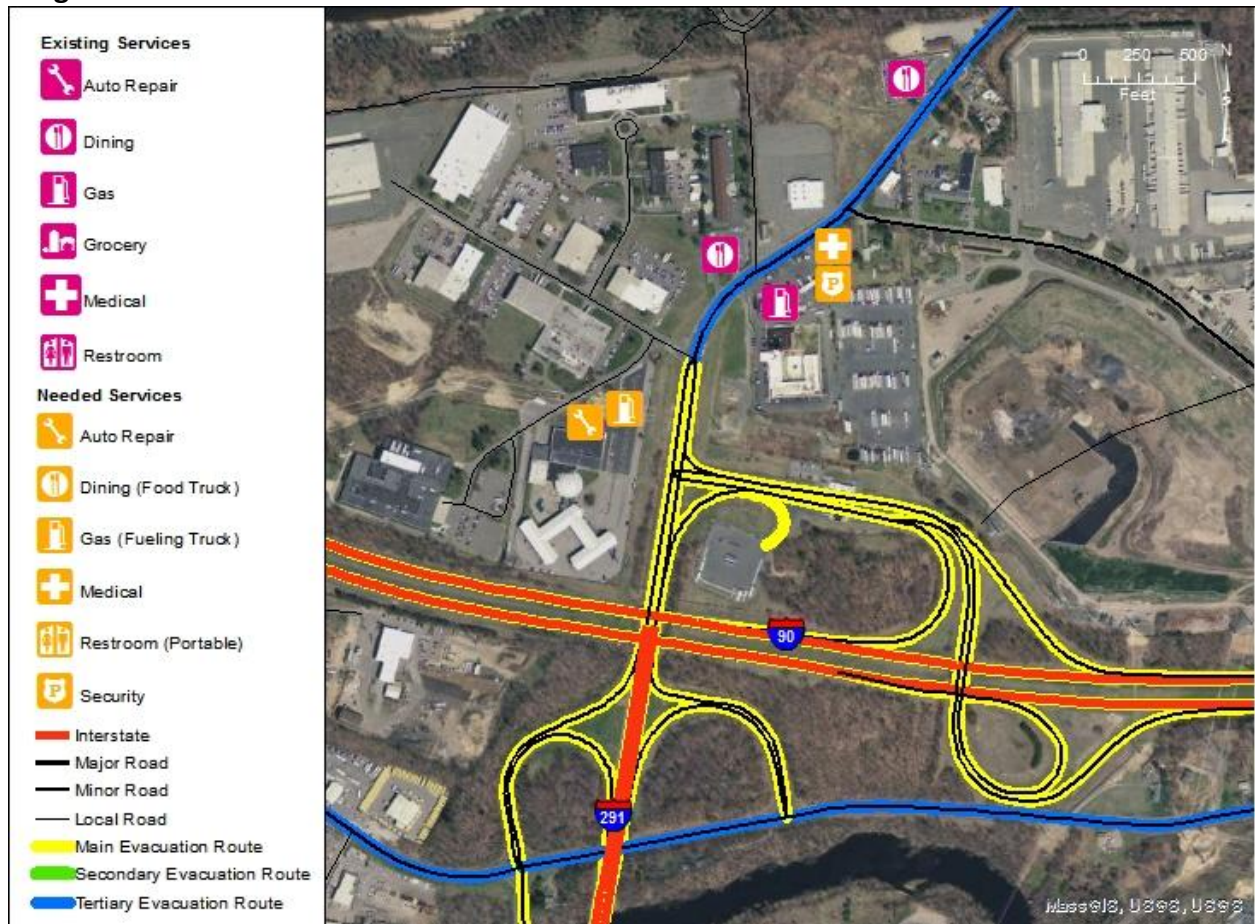 Existing Services
Auto Repair
Dining
Gas
Grocery
Medical
Restroom
Needed Services
Auto Repair
Dining (Food Truck)
Gas (Fueling Truck)
Medical
Restroom (Portable)
P
Security
Interstate
Major Road
Minor Road
Local Road
Main Evacuation Route
Secondary Evacuation Route
Tertiary Evacuation Route
0 250 500
N
Feet
P
90
291
MassGIS, USGS, USGS